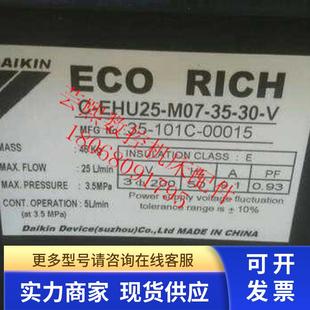 DAIKIN
ECO RICH
EHU25-M07-35-30-V
MFG 35-101C-00015
MASS
MAX. FLOW : 25 L/min
MAX. PRESSURE : 3.5MPa
CONT. OPERATION : 5L/min
(at 3.5 MPa)
INSULATION CLASS : E
V A PF
0.93
Power supply voltage fluctuation
tolerance range is ± 10%
Daikin Device(suzhou)Co.,Ltd MADE IN CHINA
18068091795
更多型号请咨询在线客服
实力商家 现货供应
可开发票